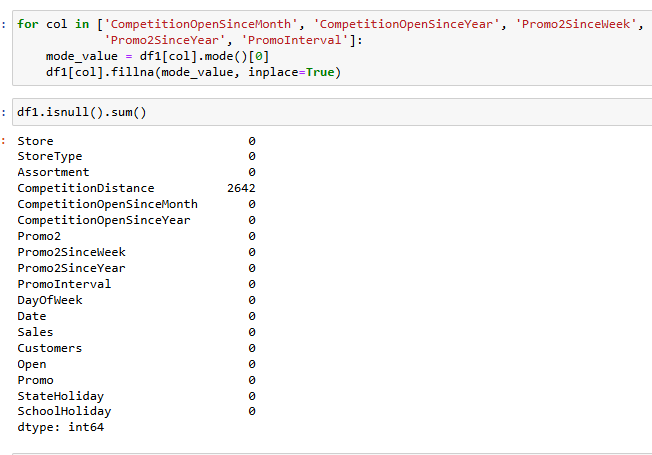 : for col in ['CompetitionOpenSinceMonth', 'CompetitionOpenSinceYear', 'Promo2SinceWeek',
'Promo2SinceYear', 'PromoInterval']:
mode_value = df1[col].mode()[0]
df1[col].fillna(mode_value, inplace=True)
: df1.isnull().sum()
: Store 0
StoreType 0
Assortment 0
CompetitionDistance 2642
CompetitionOpenSinceMonth 0
CompetitionOpenSinceYear 0
Promo2 0
Promo2SinceWeek 0
Promo2SinceYear 0
PromoInterval 0
DayOfWeek 0
Date 0
Sales 0
Customers 0
Open 0
Promo 0
StateHoliday 0
SchoolHoliday 0
dtype: int64